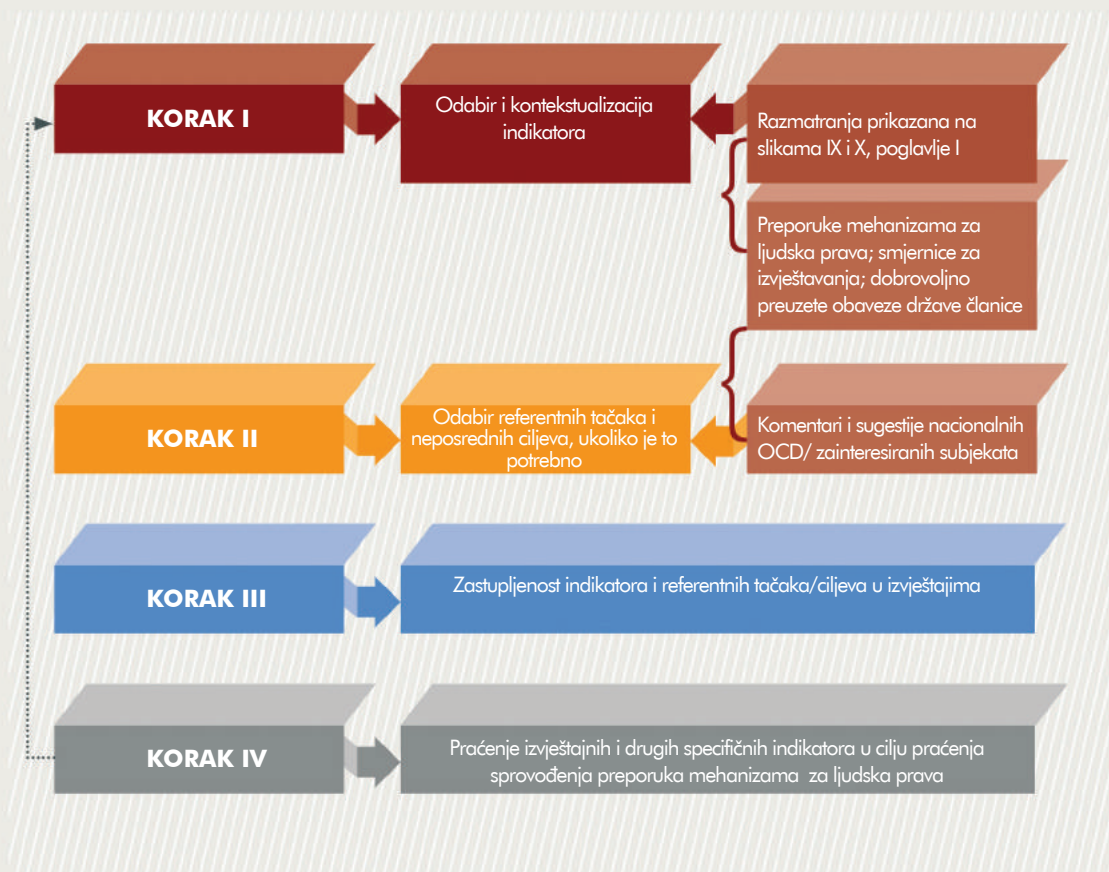 KORAK I
Odabir i kontekstualizacija
indikatora
Razmatranja prikazana na
slikama IX i X, poglavlje I
Preporuke mehanizama za
ljudska prava; smjernice za
izvještavanja; dobrovoljno
preuzete obaveze države članice
KORAK II
Odabir referentnih tačaka i
neposrednih ciljeva, ukoliko je to
potrebno
Komentari i sugestije nacionalnih
OCD/ zainteresiranih subjekata
KORAK III
Zastupljenost indikatora i referentnih tačaka/ciljeva u izvještajima
KORAK IV
Praćenje izvještajnih i drugih specifičnih indikatora u cilju praćenja
sprovođenja preporuka mehanizama za ljudska prava